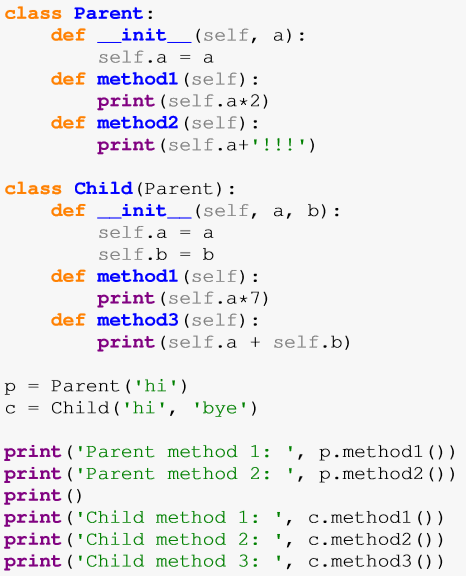 class Parent:
    def __init__(self, a):
        self.a = a
    def method1(self):
        print(self.a*2)
    def method2(self):
        print(self.a+'!!!')

class Child(Parent):
    def __init__(self, a, b):
        self.a = a
        self.b = b
    def method1(self):
        print(self.a*7)
    def method3(self):
        print(self.a + self.b)

p = Parent('hi')
c = Child('hi', 'bye')

print('Parent method 1: ', p.method1())
print('Parent method 2: ', p.method2())
print()
print('Child method 1: ', c.method1())
print('Child method 2: ', c.method2())
print('Child method 3: ', c.method3())